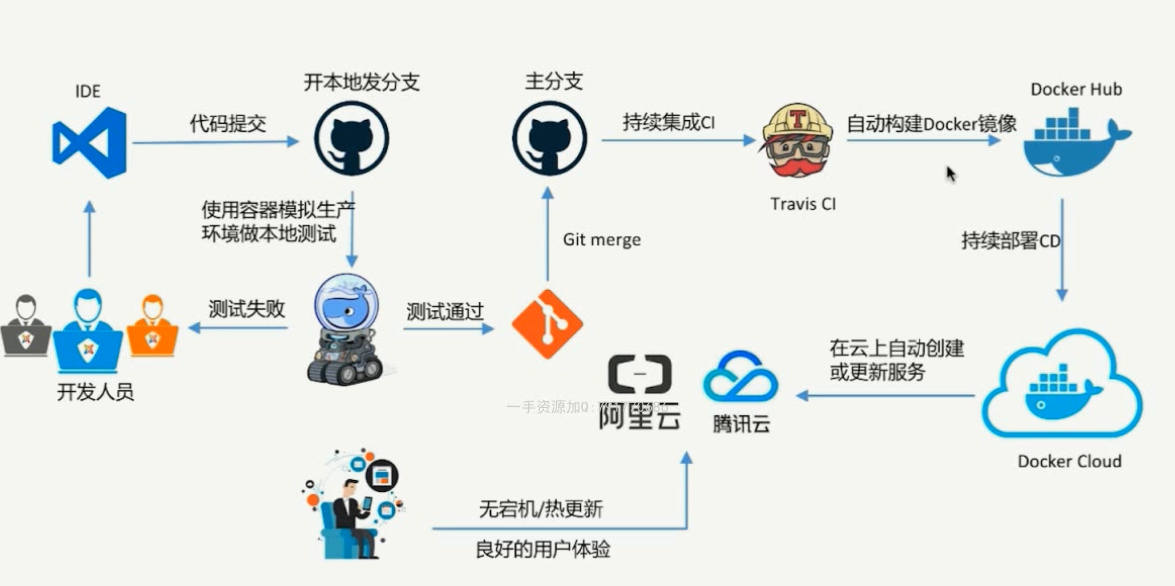 IDE
开本地发分支
主分支
Docker Hub
代码提交
持续集成CI
自动构建Docker镜像
使用容器模拟生产
环境做本地测试
Travis CI
Git merge
持续部署CD
测试失败
测试通过
开发人员
在云上自动创建
或更新服务
一手资源加Q:
阿里云
腾讯云
Docker Cloud
无宕机/热更新
良好的用户体验